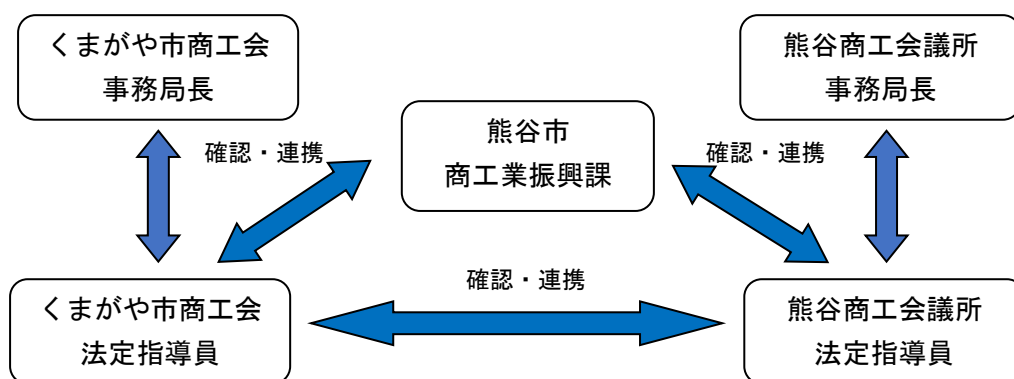 くまがや市商工会
事務局長
熊谷商工会議所
事務局長
熊谷市
商工業振興課
確認・連携
確認・連携
確認・連携
くまがや市商工会
法定指導員
熊谷商工会議所
法定指導員